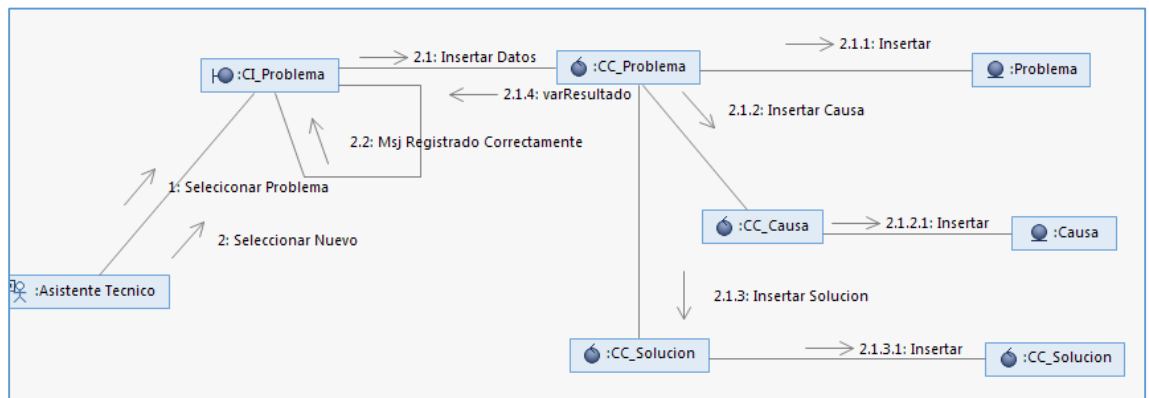 2.1.1: Insertar
2.1: Insertar Datos
:CI_Problema
:CC_Problema
:Problema
2.1.4: varResultado
2.1.2: Insertar Causa
2.2: Msj Registrado Correctamente
1: Seleciconar Problema
:CC_Causa
2.1.2.1: Insertar
:Causa
2: Seleccionar Nuevo
:Asistente Tecnico
2.1.3: Insertar Solucion
:CC_Solucion
2.1.3.1: Insertar
:CC_Solucion